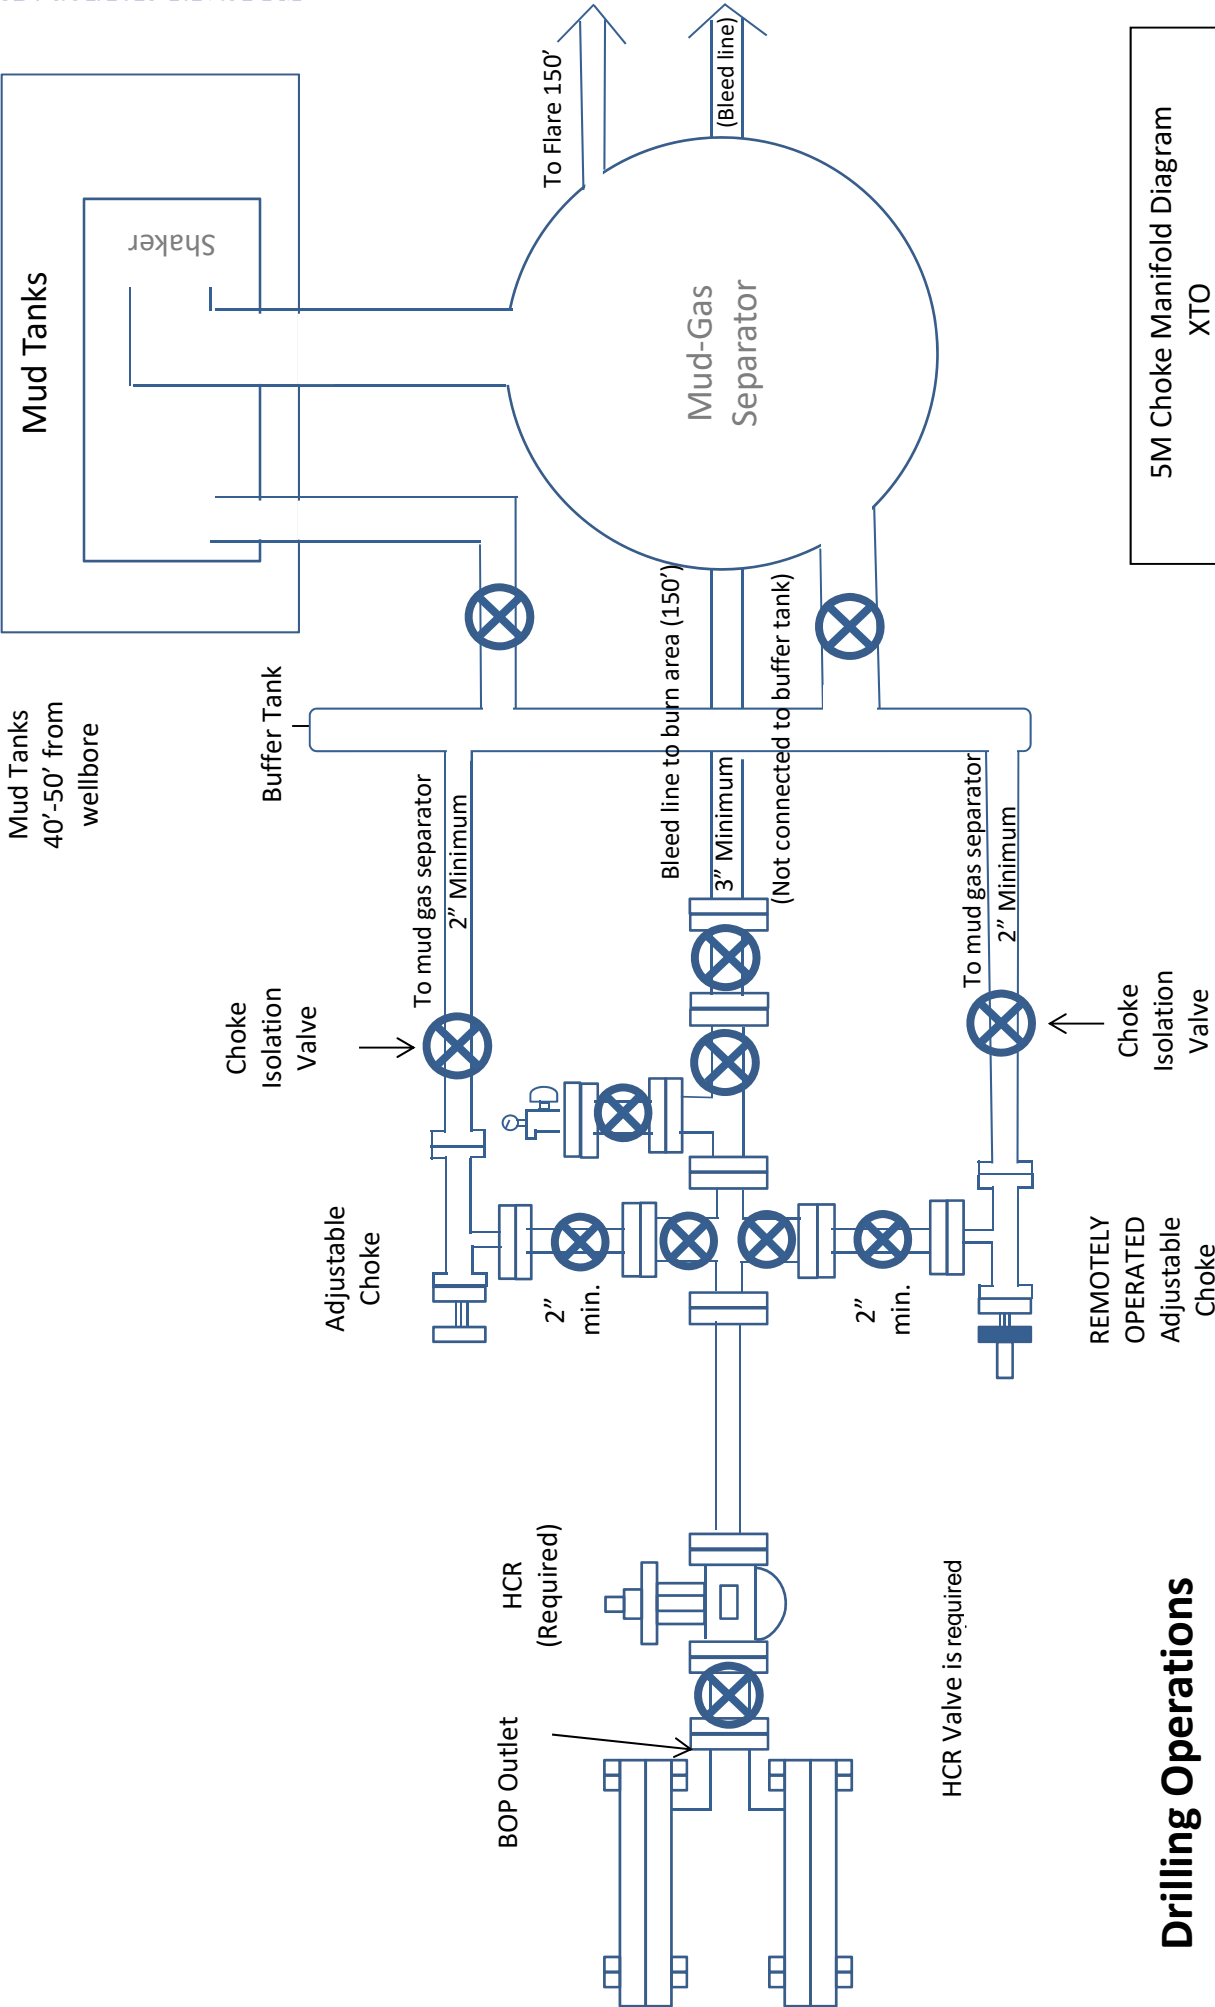 Drilling Operations
5M Choke Manifold Diagram
XTO
Mud Tanks
40’-50’ from
wellbore
Mud Tanks
Shaker
Buffer Tank
Choke
Isolation
Valve
Adjustable
Choke
To mud gas separator
2” Minimum
BOP Outlet
HCR
(Required)
2”
min.
To Flare 150’
Mud-Gas
Separator
(Bleed line)
Bleed line to burn area (150’)
3” Minimum
(Not connected to buffer tank)
2”
min.
HCR Valve is required
To mud gas separator
2” Minimum
REMOTELY
OPERATED
Adjustable
Choke
Choke
Isolation
Valve